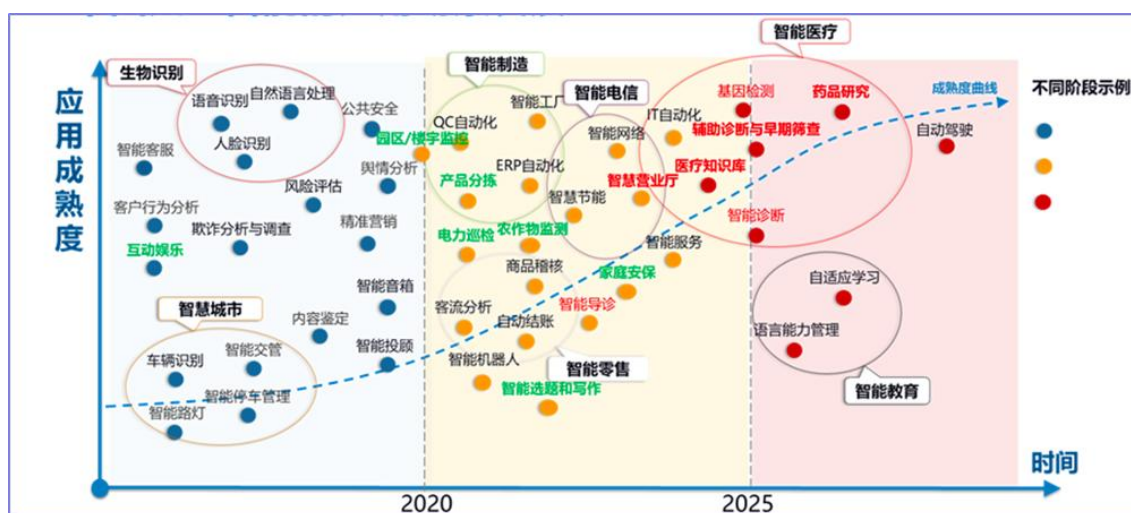 智能医疗
生物识别
智能制造
智能电信
不同阶段示例
应用成熟度
语音识别
自然语言处理
人脸识别
公共安全
园区/楼宇监控
QC自动化
智能工厂
智能网络
IT自动化
基因检测
药品研究
成熟度曲线
自动驾驶
辅助诊断与早期筛查
智能客服
舆情分析
ERP自动化
医疗知识库
风险评估
产品分拣
智慧营业厅
客户行为分析
智慧节能
欺诈分析与调查
精准营销
智能诊断
互动娱乐
电力巡检
农作物监测
智能服务
商品稽核
家庭安保
自适应学习
智慧城市
智能音箱
客流分析
智能导诊
内容鉴定
自动结账
语言能力管理
车辆识别
智能交管
智能投顾
智能机器人
智能零售
智能教育
智能停车管理
智能选题和写作
智能路灯
时间
2020
2025